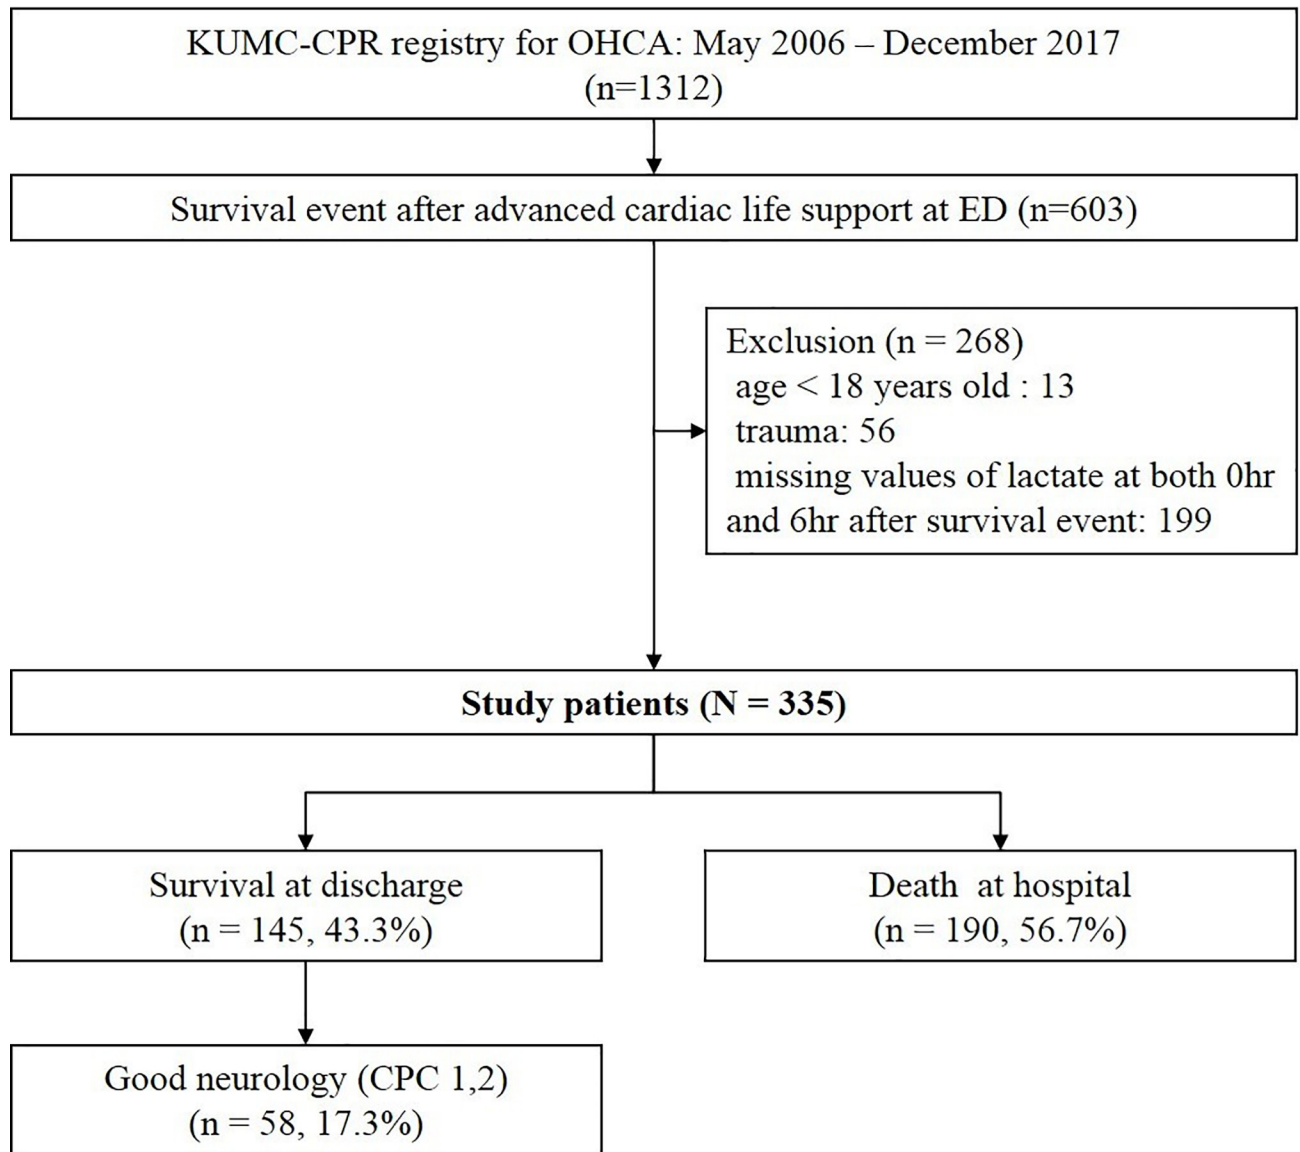 KUMC-CPR registry for OHCA: May 2006 – December 2017
(n=1312)
Survival event after advanced cardiac life support at ED (n=603)
Exclusion (n = 268)
age < 18 years old : 13
trauma: 56
missing values of lactate at both 0hr
and 6hr after survival event: 199
Study patients (N = 335)
Survival at discharge
(n = 145, 43.3%)
Death at hospital
(n = 190, 56.7%)
Good neurology (CPC 1,2)
(n = 58, 17.3%)